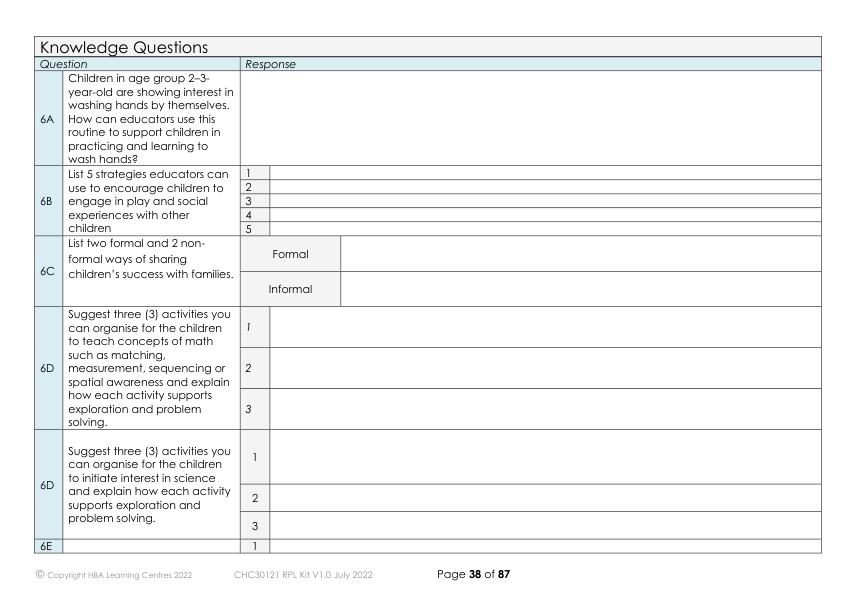 Knowledge Questions
Question Response
6A
Children in age group 2–3-
year-old are showing interest in
washing hands by themselves.
How can educators use this
routine to support children in
practicing and learning to
wash hands?
6B
List 5 strategies educators can
use to encourage children to
engage in play and social
experiences with other
children
1
2
3
4
5
6C
List two formal and 2 non-
formal ways of sharing
children’s success with families.
Formal
Informal
6D
Suggest three (3) activities you
can organise for the children
to teach concepts of math
such as matching,
measurement, sequencing or
spatial awareness and explain
how each activity supports
exploration and problem
solving.
1
2
3
6D
Suggest three (3) activities you
can organise for the children
to initiate interest in science
and explain how each activity
supports exploration and
problem solving.
1
2
3
6E
1
© Copyright HBA Learning Centres 2022 CHC30121 RPL Kit V1.0 July 2022 Page 38 of 87